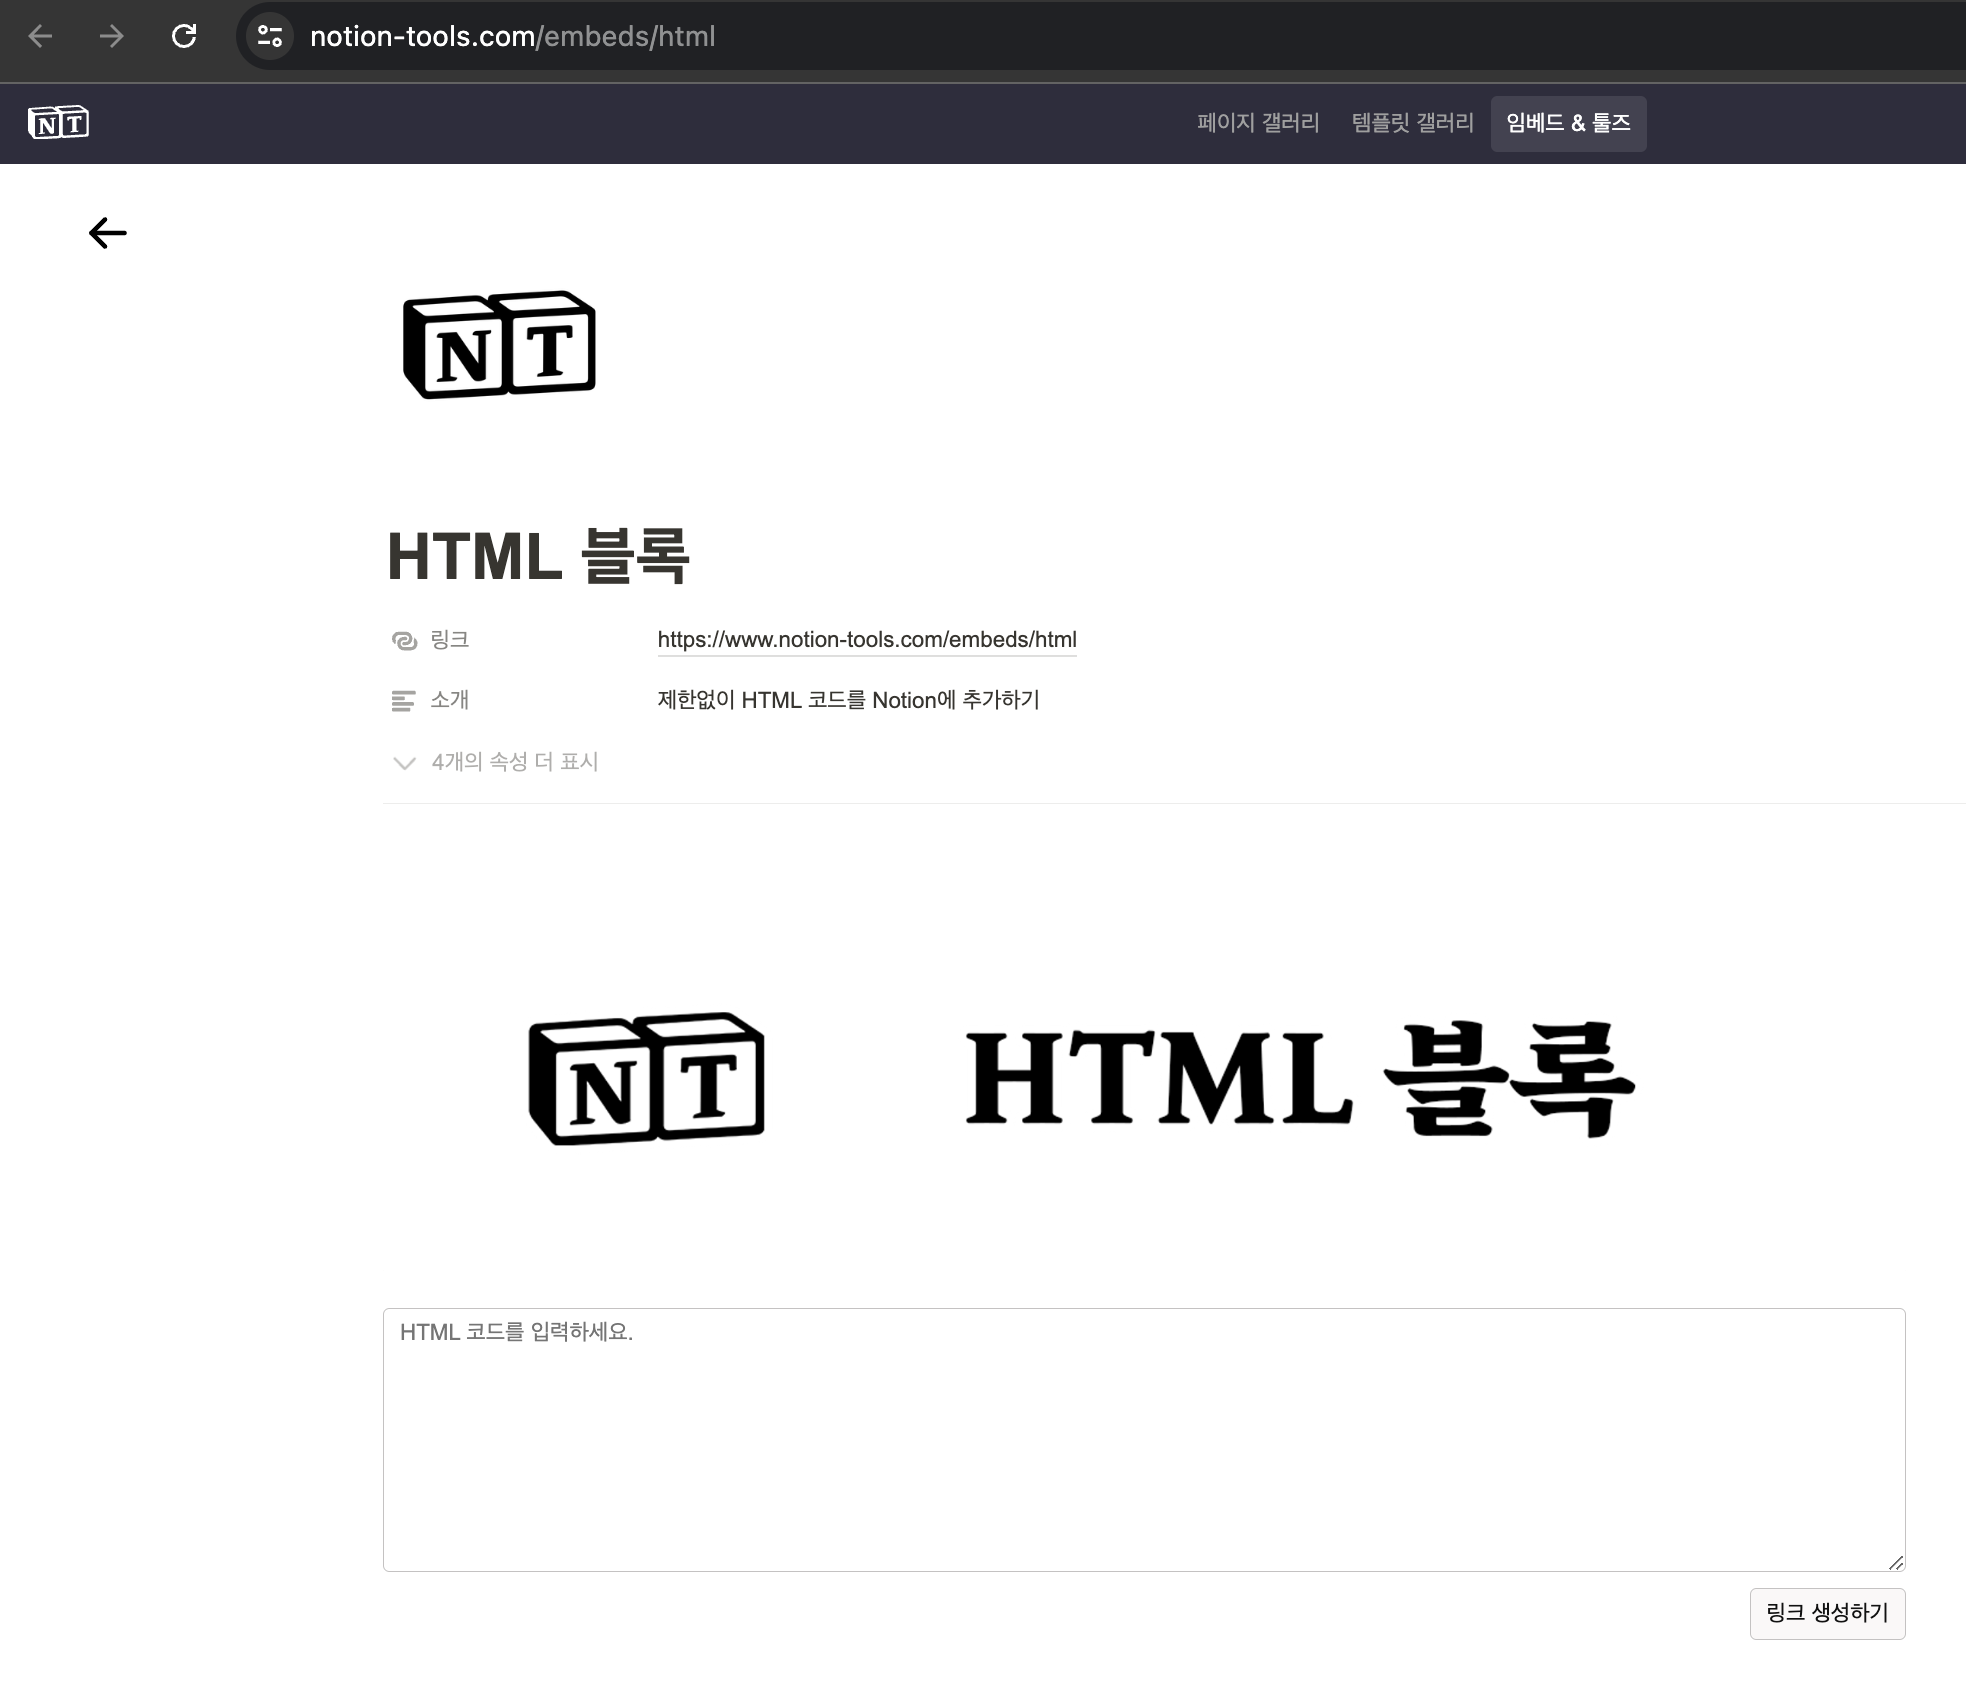 notion-tools.com/embeds/html
NT
페이지 갤러리
템플릿 갤러리
임베드 & 툴즈
NT
HTML 블록
링크
https://www.notion-tools.com/embeds/html
소개
제한없이 HTML 코드를 Notion에 추가하기
4개의 속성 더 표시
NT
HTML 블록
HTML 코드를 입력하세요.
링크 생성하기